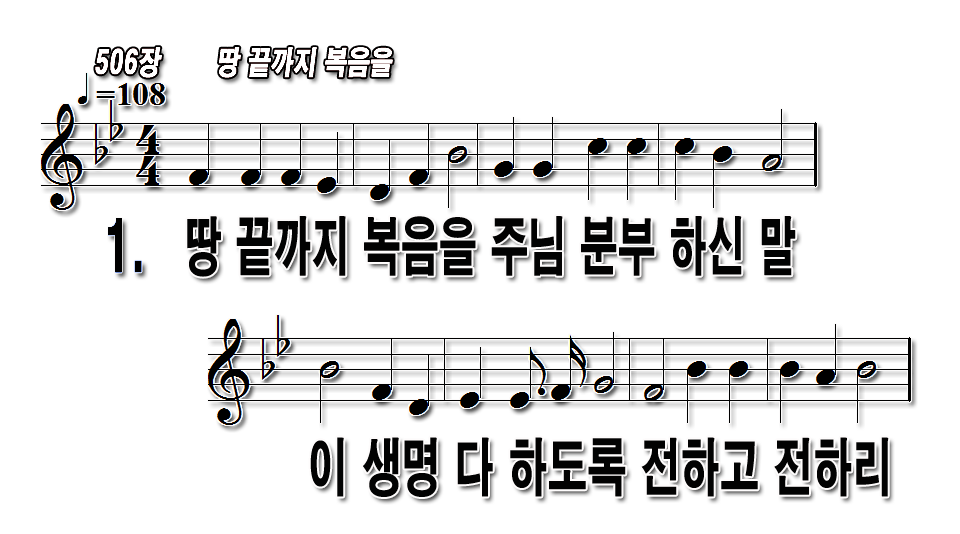 506장 땅 끝까지 복음을
♩=108
4/4
1. 땅 끝까지 복음을 주님 분부 하신 말
이 생명 다 하도록 전하고 전하리